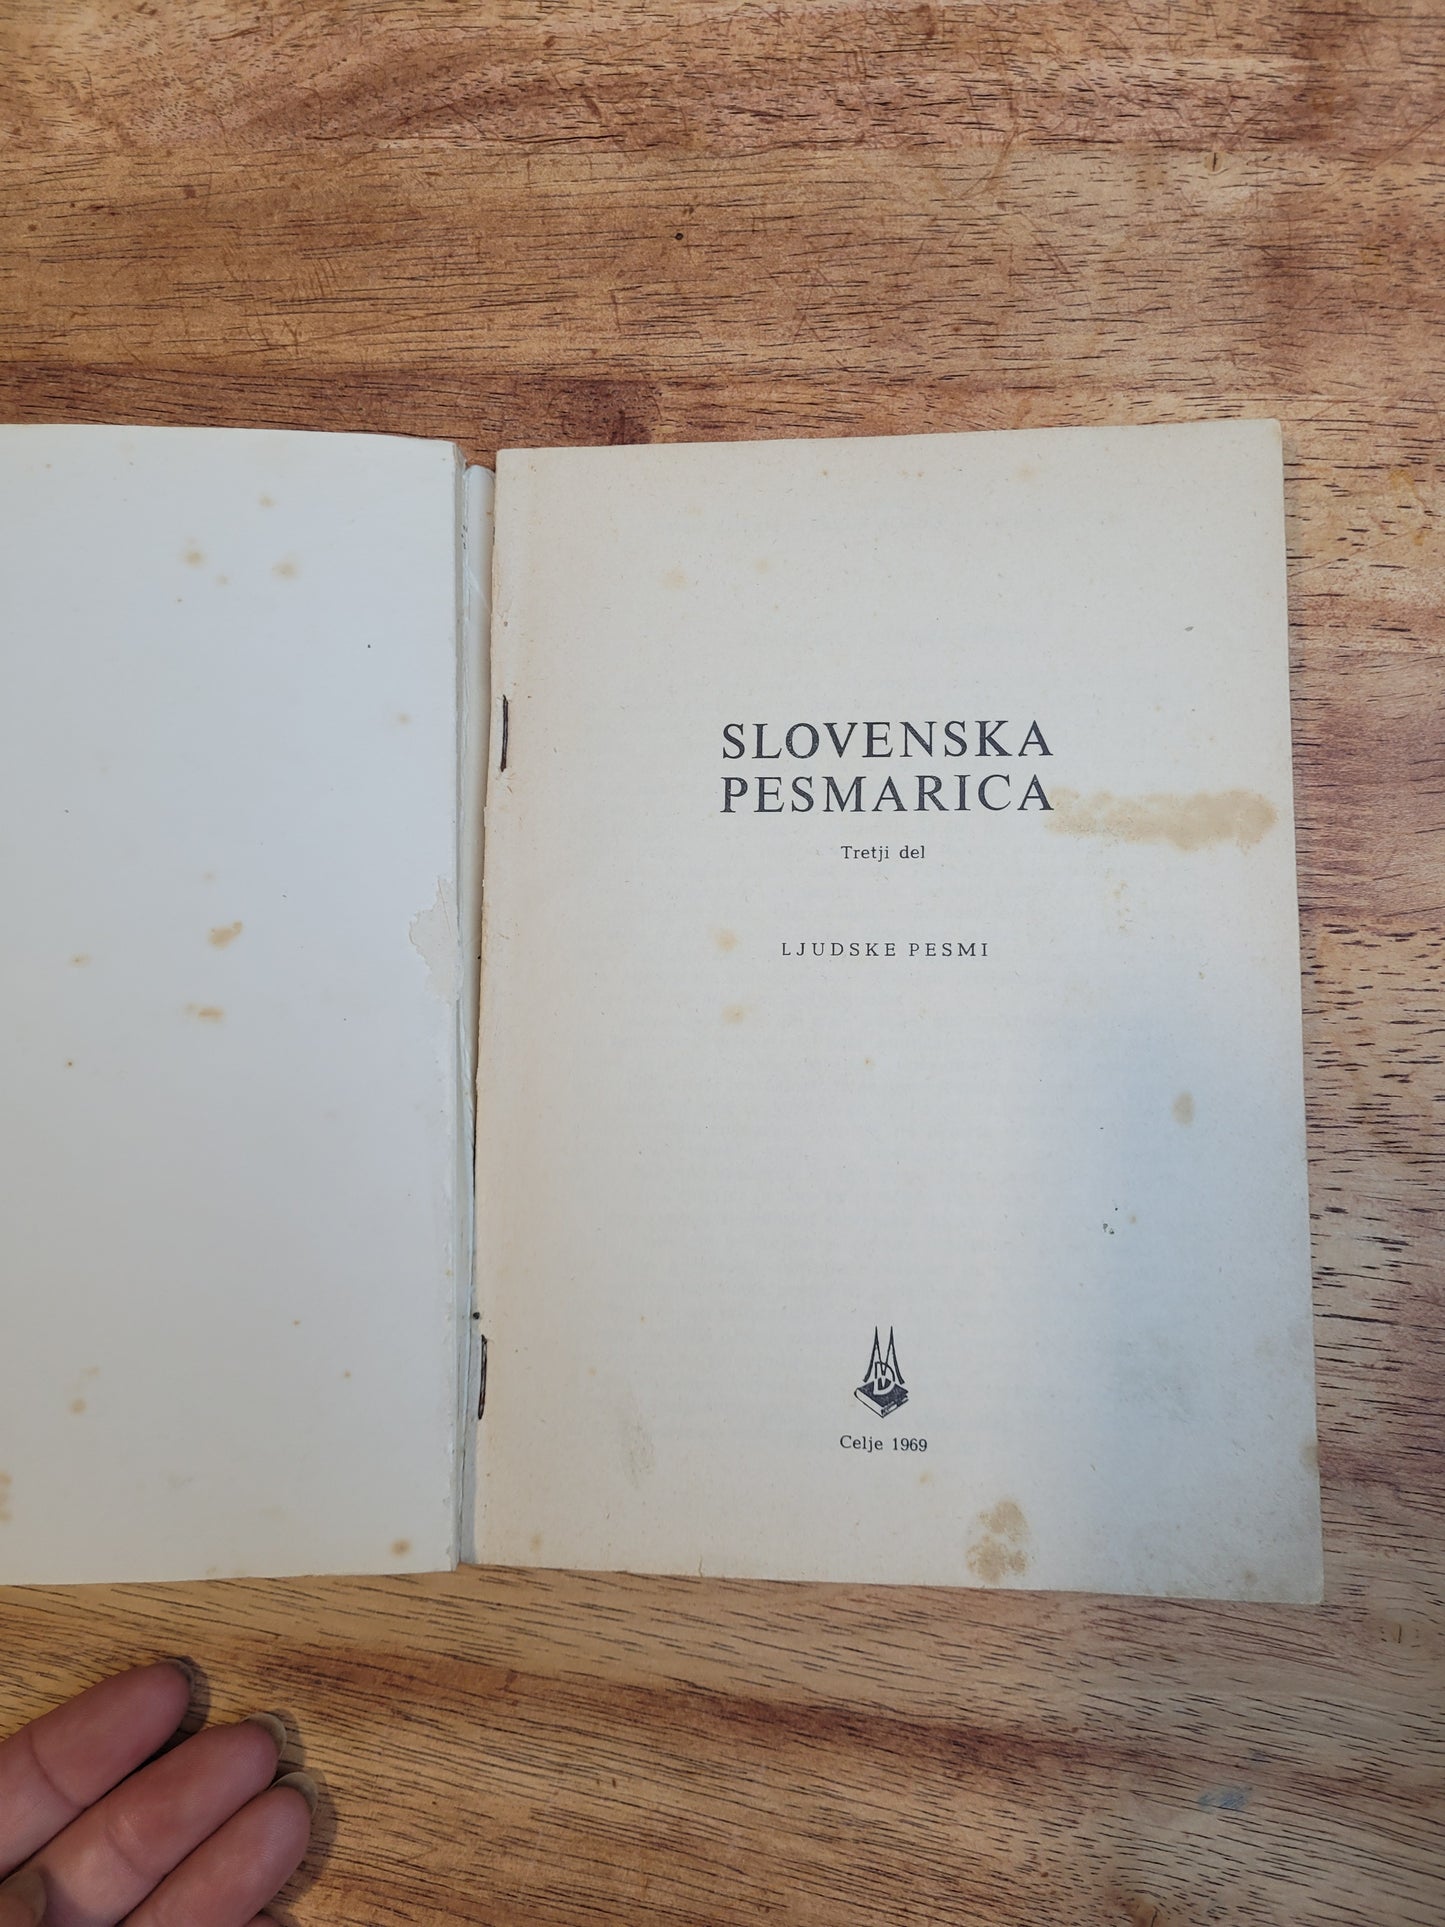 SLOVENSKA
PESMARICA
Tretji del
LJUDSKE PESMI
Celje 1969